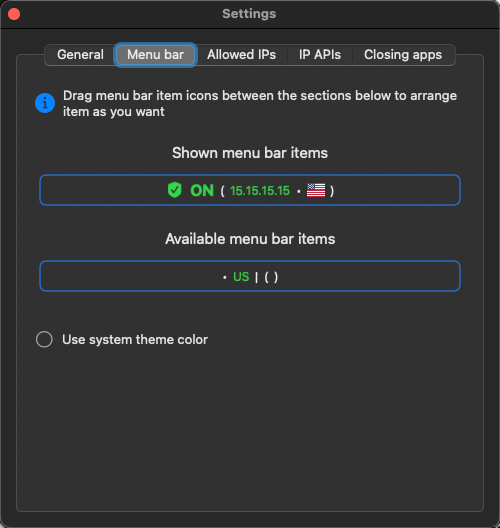 Settings
General Menu bar Allowed IPs IP APIs Closing apps
Drag menu bar item icons between the sections below to arrange
item as you want
Shown menu bar items
ON ( 15.15.15.15 • )
Available menu bar items
• US | ( )
Use system theme color